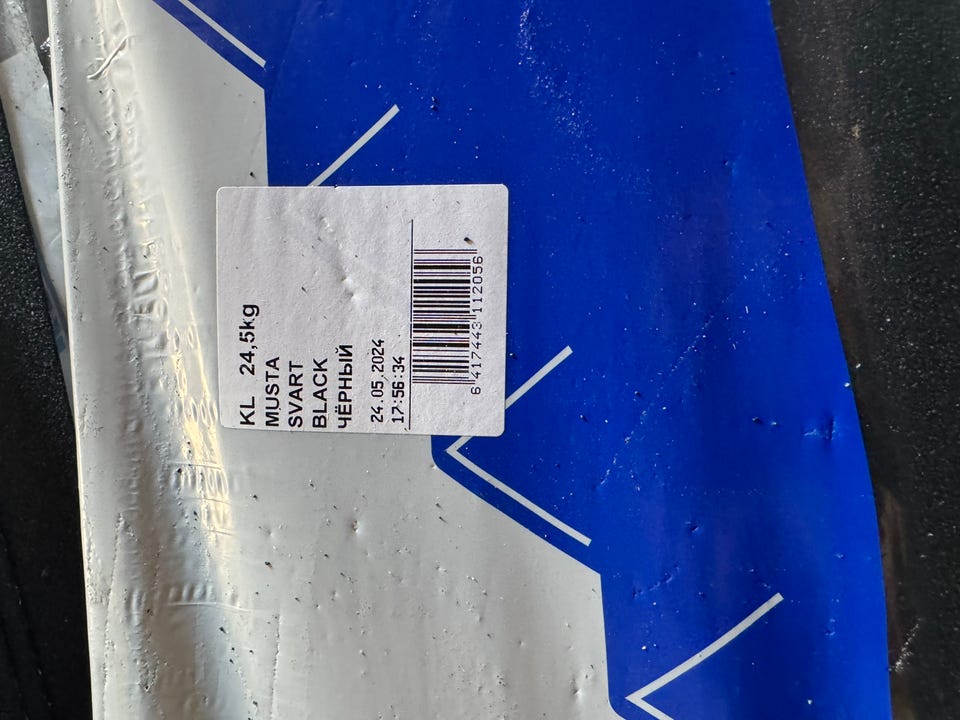 KL 24,5kg
MUSTA
SVART
BLACK
ЧЁРНЫЙ
24.05.2024
17:56:34
6 417443 112056